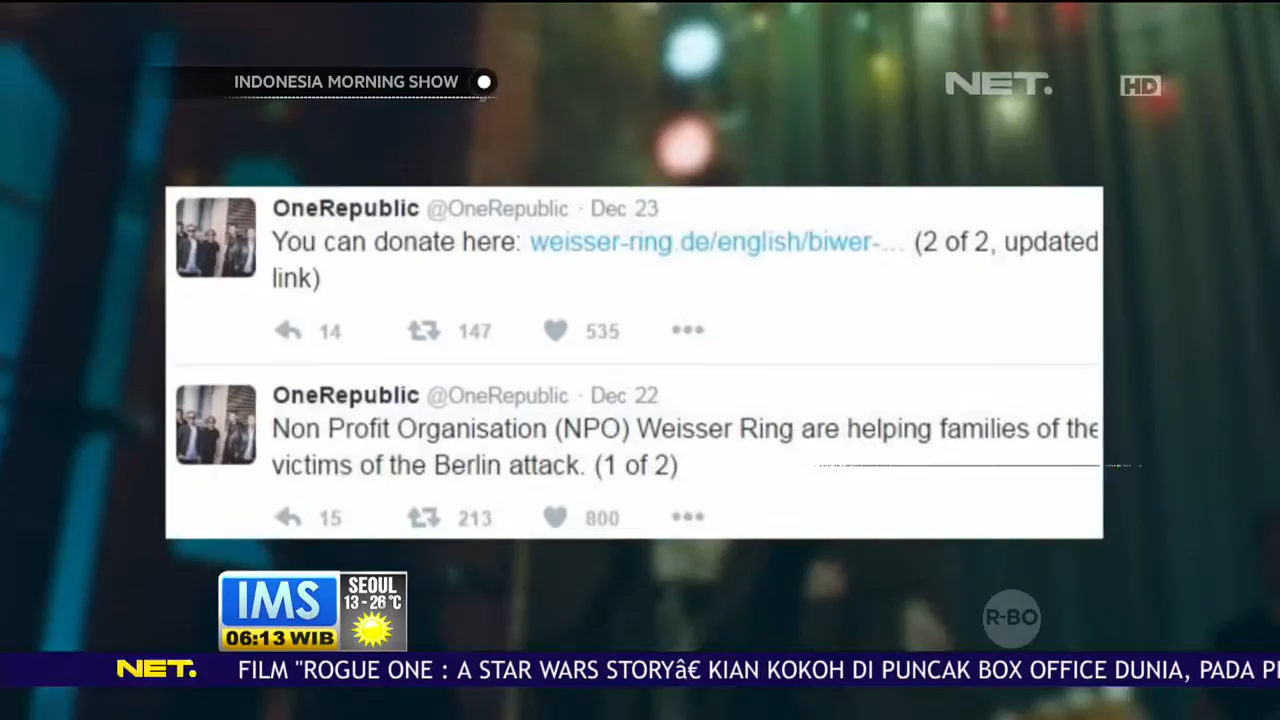 INDONESIA MORNING SHOW
NET.
HD
OneRepublic @OneRepublic · Dec 23
You can donate here: weisser-ring.de/english/biwer-... (2 of 2, updated
link)
14 147 535
OneRepublic @OneRepublic · Dec 22
Non Profit Organisation (NPO) Weisser Ring are helping families of the
victims of the Berlin attack. (1 of 2)
15 213 800
IMS
SEOUL
13 - 26°C
06:13 WIB
R-BO
NET.
FILM "ROGUE ONE : A STAR WARS STORYâ€ KIAN KOKOH DI PUNCAK BOX OFFICE DUNIA, PADA